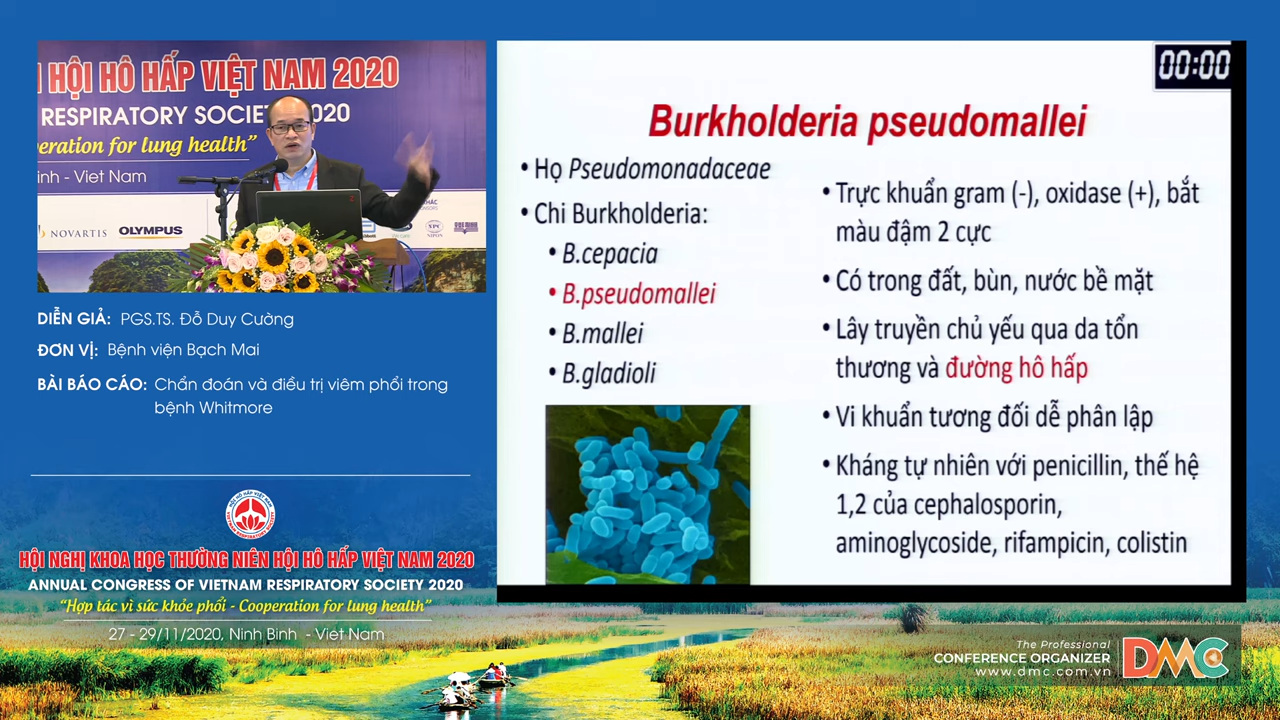 HỘI HÔ HẤP VIỆT NAM 2020
RESPIRATORY SOCIETY 2020
eration for lung health”
inh - Viet Nam
NOVARTIS
OLYMPUS
NIPON
DIỄN GIẢ: PGS.TS. Đỗ Duy Cường
ĐƠN VỊ: Bệnh viện Bạch Mai
BÀI BÁO CÁO: Chẩn đoán và điều trị viêm phổi trong
bệnh Whitmore
HỘI NGHỊ KHOA HỌC THƯỜNG NIÊN HỘI HÔ HẤP VIỆT NAM 2020
ANNUAL CONGRESS OF VIETNAM RESPIRATORY SOCIETY 2020
“Hợp tác vì sức khỏe phổi - Cooperation for lung health”
27 - 29/11/2020, Ninh Bình - Việt Nam
00:00
Burkholderia pseudomallei
• Họ Pseudomonadaceae
• Chi Burkholderia:
• B.cepacia
• B.pseudomallei
• B.mallei
• B.gladioli
• Trực khuẩn gram (-), oxidase (+), bắt
màu đậm 2 cực
• Có trong đất, bùn, nước bề mặt
• Lây truyền chủ yếu qua da tổn
thương và đường hô hấp
• Vi khuẩn tương đối dễ phân lập
• Kháng tự nhiên với penicillin, thế hệ
1,2 của cephalosporin,
aminoglycoside, rifampicin, colistin
The Professional
CONFERENCE ORGANIZER
www.dmc.com.vn
DMC